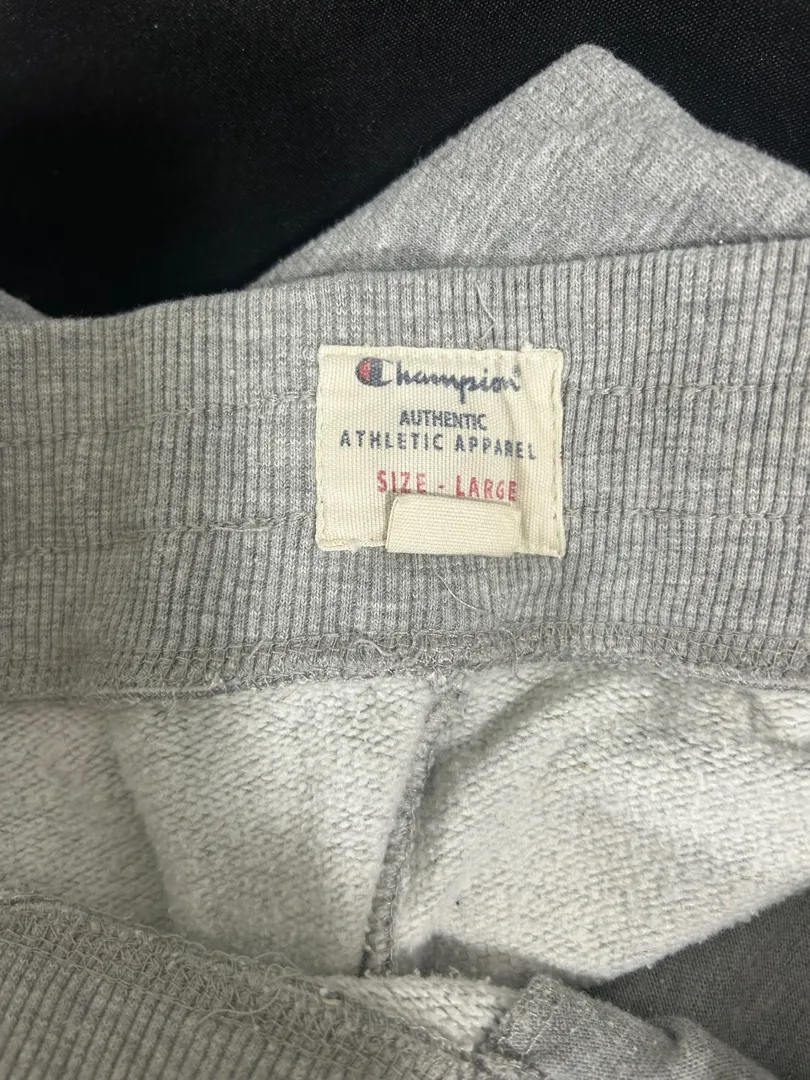 Champion
AUTHENTIC
ATHLETIC APPAREL
SIZE - LARGE